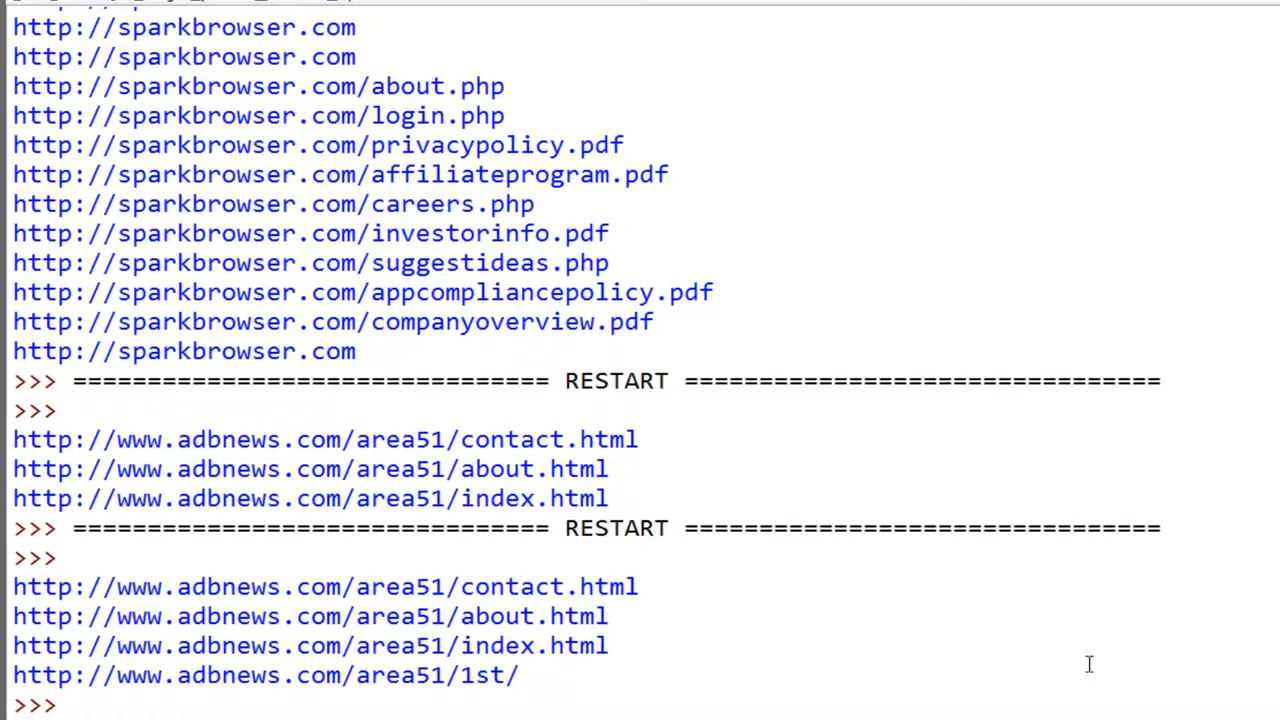 http://sparkbrowser.com
http://sparkbrowser.com
http://sparkbrowser.com/about.php
http://sparkbrowser.com/login.php
http://sparkbrowser.com/privacypolicy.pdf
http://sparkbrowser.com/affiliateprogram.pdf
http://sparkbrowser.com/careers.php
http://sparkbrowser.com/investorinfo.pdf
http://sparkbrowser.com/suggestideas.php
http://sparkbrowser.com/appcompliancepolicy.pdf
http://sparkbrowser.com/companyoverview.pdf
http://sparkbrowser.com
>>> ================================ RESTART ================================
>>>
http://www.adbnews.com/area51/contact.html
http://www.adbnews.com/area51/about.html
http://www.adbnews.com/area51/index.html
>>> ================================ RESTART ================================
>>>
http://www.adbnews.com/area51/contact.html
http://www.adbnews.com/area51/about.html
http://www.adbnews.com/area51/index.html
http://www.adbnews.com/area51/1st/
>>>